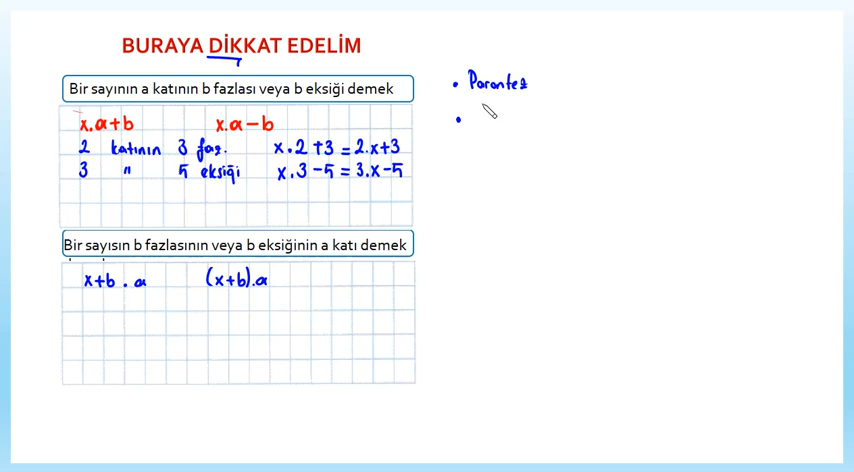 BURAYA DİKKAT EDELİM
Bir sayının a katının b fazlası veya b eksiği demek
x.a+b x.a-b
2 katının 3 faz. x.2+3=2.x+3
3 " 5 eksiği x.3-5=3.x-5
Bir sayısın b fazlasının veya b eksiğinin a katı demek
x+b.a (x+b).a
• Parantez
•